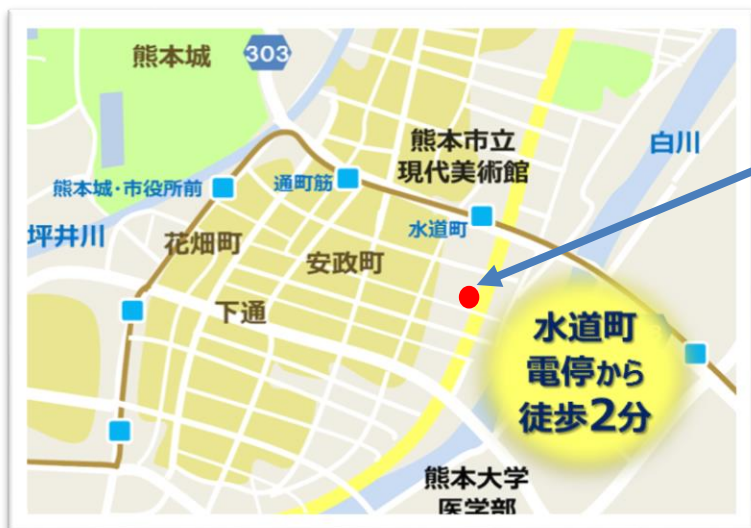 熊本城
303
熊本市立
現代美術館
白川
熊本城・市役所前
通町筋
水道町
坪井川
花畑町
安政町
下通
水道町
電停から
徒歩2分
熊本大学
医学部